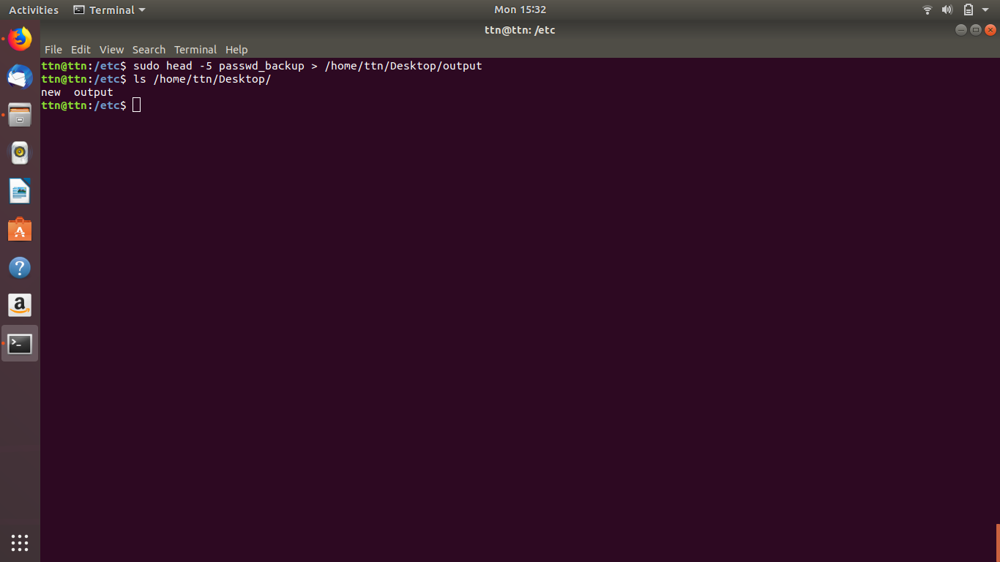 Activities Terminal Mon 15:32
ttn@ttn: /etc
File Edit View Search Terminal Help
ttn@ttn:/etc$ sudo head -5 passwd_backup > /home/ttn/Desktop/output
ttn@ttn:/etc$ ls /home/ttn/Desktop/
new  output
ttn@ttn:/etc$